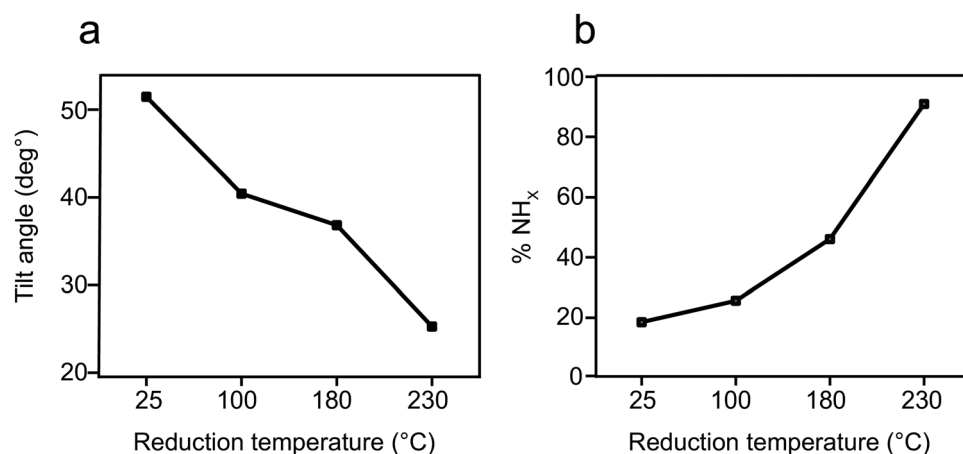 a
Tilt angle (deg°)
50
40
30
20
25 100 180 230
Reduction temperature (°C)
b
% NHx
100
80
60
40
20
0
25 100 180 230
Reduction temperature (°C)